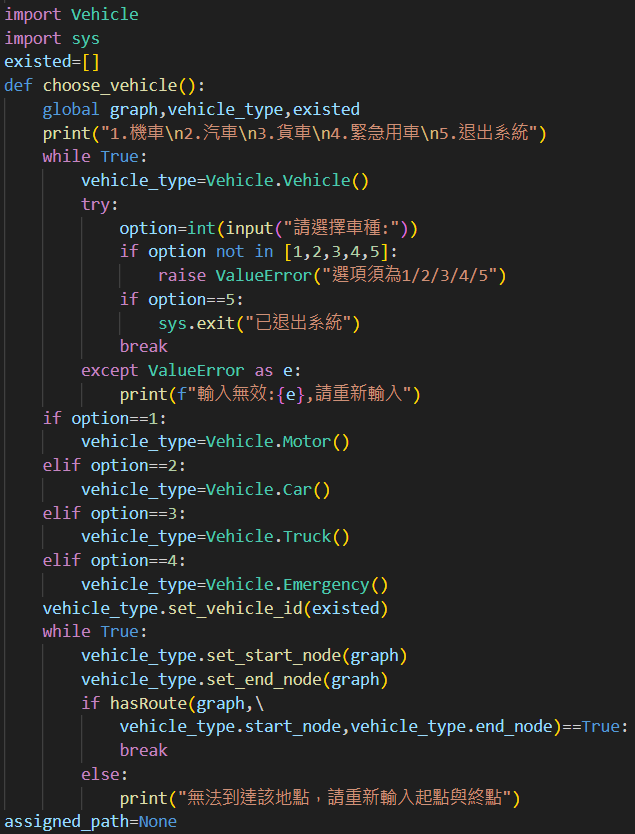 import Vehicle
import sys
existed=[]
def choose_vehicle():
    global graph,vehicle_type,existed
    print("1.機車\n2.汽車\n3.貨車\n4.緊急用車\n5.退出系統")
    while True:
        vehicle_type=Vehicle.Vehicle()
        try:
            option=int(input("請選擇車種:"))
            if option not in [1,2,3,4,5]:
                raise ValueError("選項須為1/2/3/4/5")
            if option==5:
                sys.exit("已退出系統")
            break
        except ValueError as e:
            print(f"輸入無效:{e},請重新輸入")
    if option==1:
        vehicle_type=Vehicle.Motor()
    elif option==2:
        vehicle_type=Vehicle.Car()
    elif option==3:
        vehicle_type=Vehicle.Truck()
    elif option==4:
        vehicle_type=Vehicle.Emergency()
    vehicle_type.set_vehicle_id(existed)
    while True:
        vehicle_type.set_start_node(graph)
        vehicle_type.set_end_node(graph)
        if hasRoute(graph,\
            vehicle_type.start_node,vehicle_type.end_node)==True:
            break
        else:
            print("無法到達該地點，請重新輸入起點與終點")
assigned_path=None